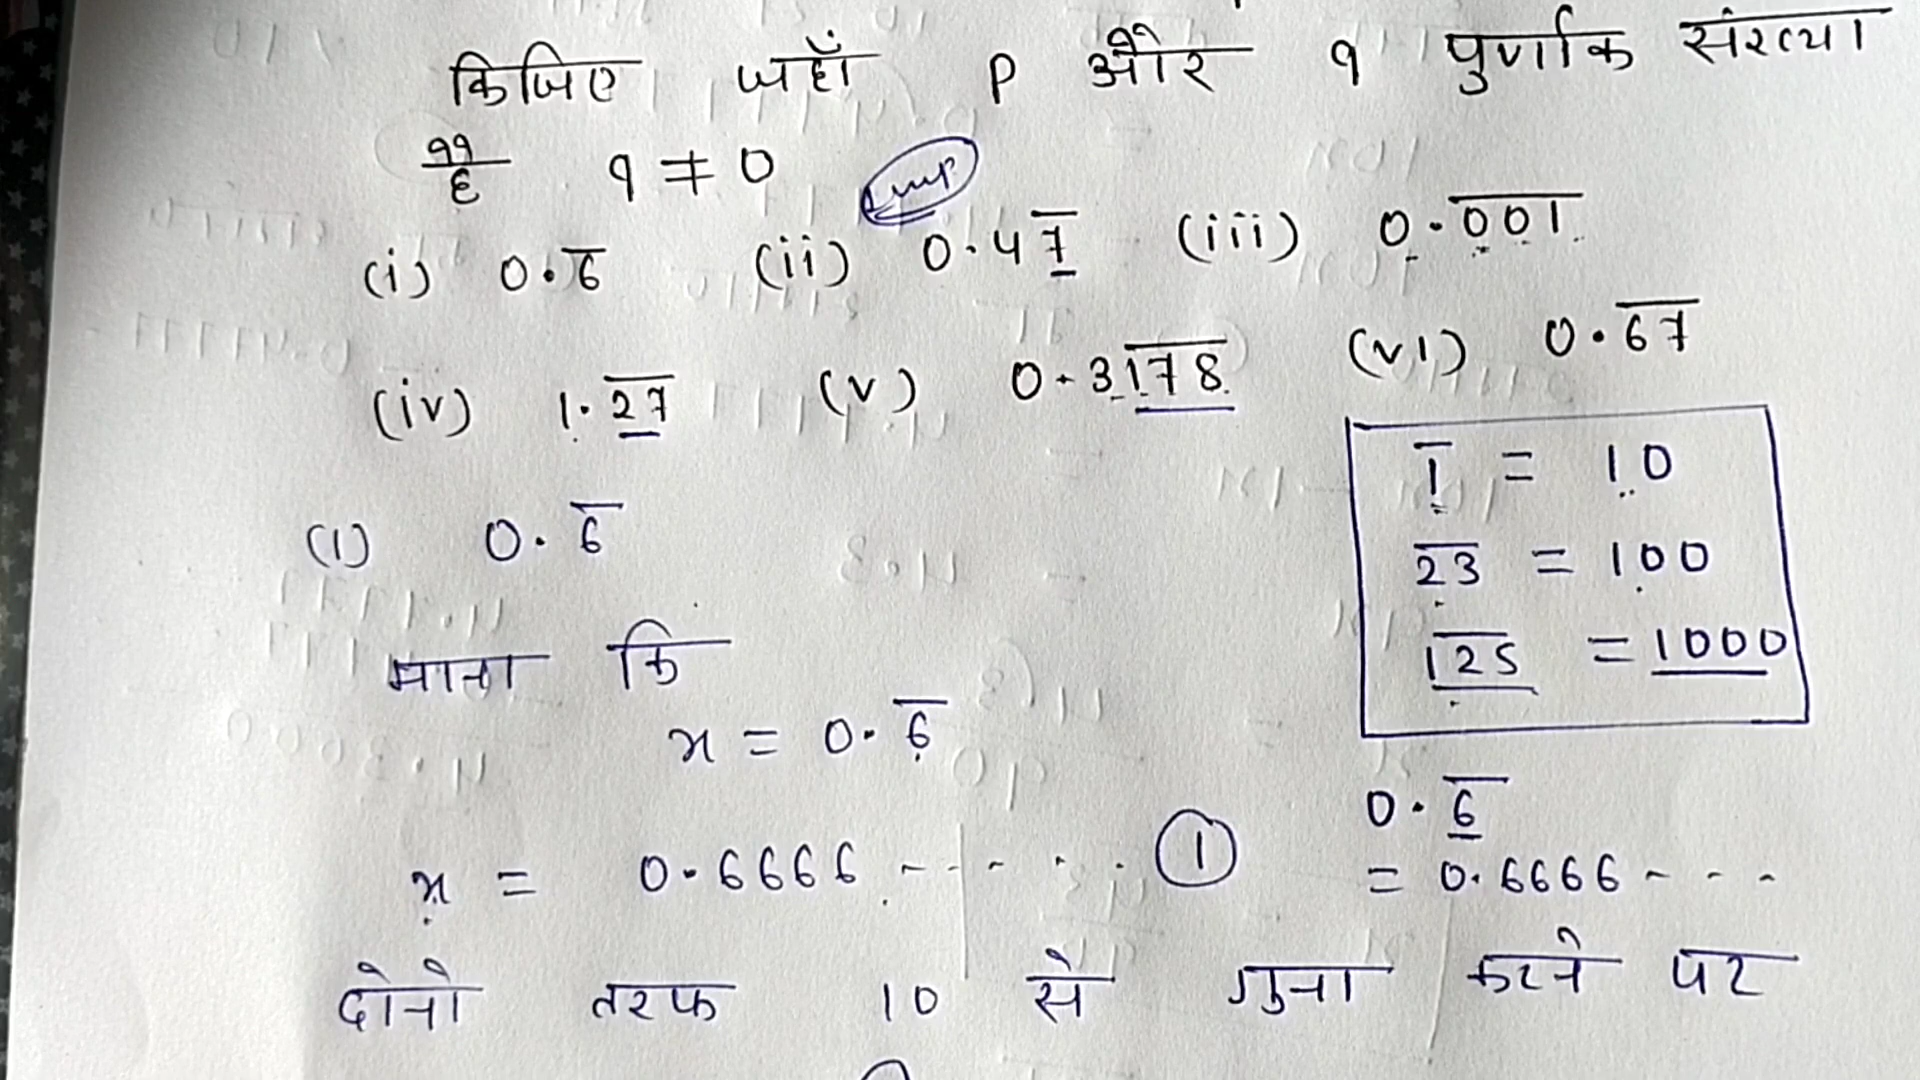 किजिए जहाँ p और q पुर्णाक संख्या
q ≠ 0 Imp
(i) 0.6̅ (ii) 0.47̅ (iii) 0.0̅0̅1̅
(iv) 1.2̅7̅ (v) 0.31̅7̅8̅ (vi) 0.6̅7̅
1̅ = 10
2̅3̅ = 100
1̅2̅5̅ = 1000
(1) 0.6̅
माना कि
x = 0.6̅
0.6̅
= 0.6666 - - -
x = 0.6666 - - - - - ①
दोनो तरफ 10 से गुना करने पर